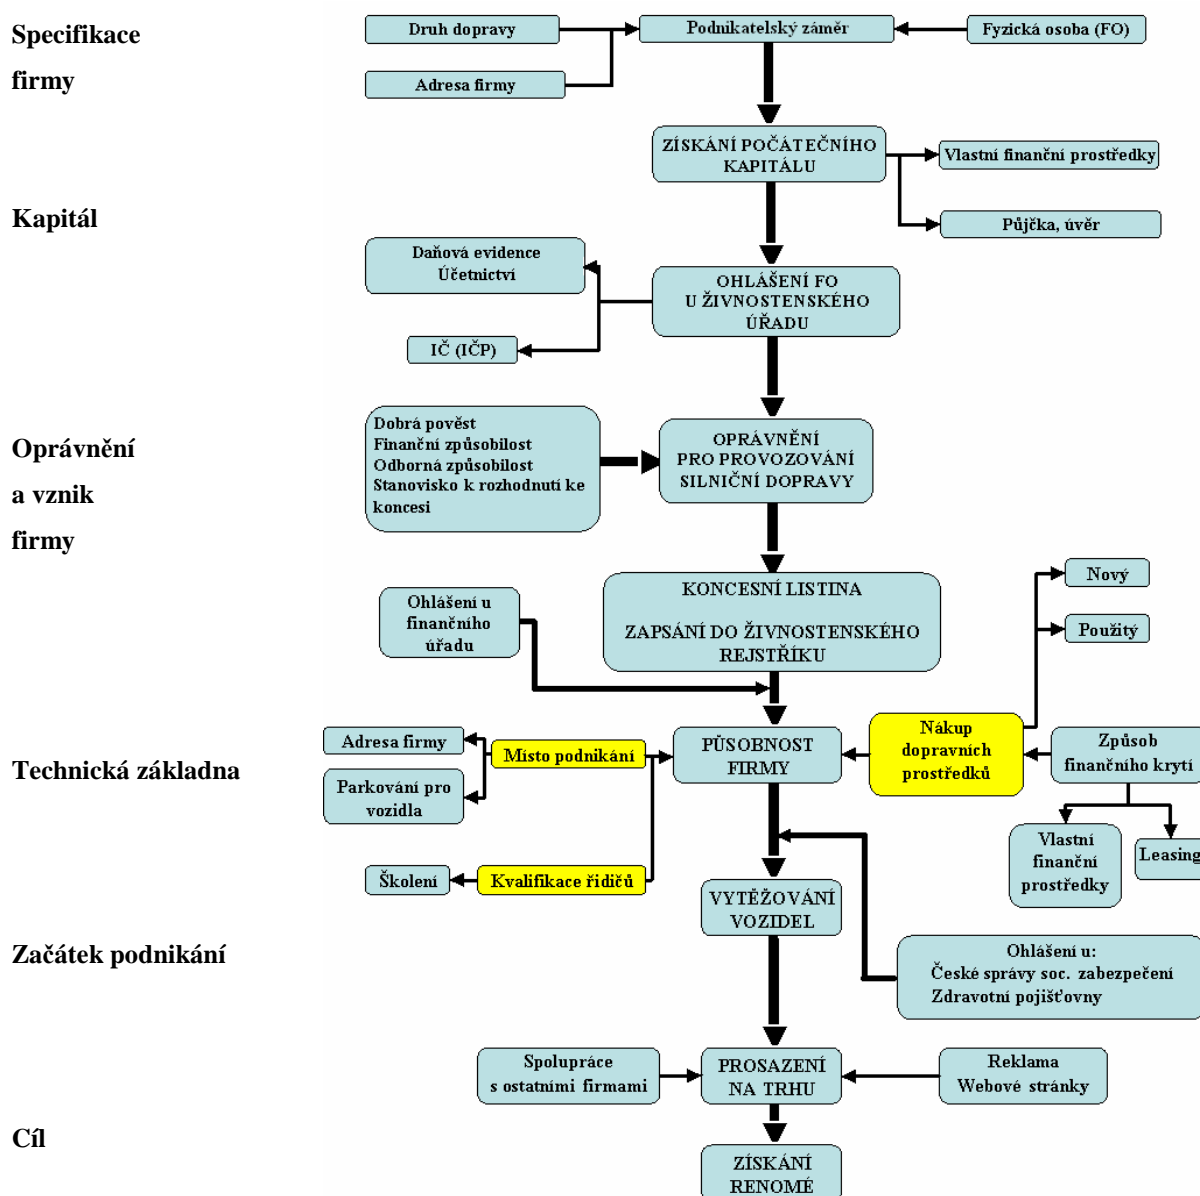 Specifikace
firmy
Druh dopravy
Podnikatelský záměr
Fyzická osoba (FO)
Adresa firmy
ZÍSKÁNÍ POČÁTEČNÍHO
KAPITÁLU
Vlastní finanční prostředky
Kapitál
Půjčka, úvěr
Daňová evidence
Účetnictví
OHLÁŠENÍ FO
U ŽIVNOSTENSKÉHO
ÚŘADU
IČ (IČP)
Oprávnění
a vznik
firmy
Dobrá pověst
Finanční způsobilost
Odborná způsobilost
Stanovisko k rozhodnutí ke
koncesi
OPRÁVNĚNÍ
PRO PROVOZOVÁNÍ
SILNIČNÍ DOPRAVY
KONCESNÍ LISTINA
ZAPSÁNÍ DO ŽIVNOSTENSKÉHO
REJSTŘÍKU
Nový
Použitý
Ohlášení u
finančního
úřadu
Technická základna
Adresa firmy
Místo podnikání
Parkování pro
vozidla
PŮSOBNOST
FIRMY
Nákup
dopravních
prostředků
Způsob
finančního krytí
Vlastní
finanční
prostředky
Leasing
Školení
Kvalifikace řidičů
VYTĚŽOVÁNÍ
VOZIDEL
Začátek podnikání
Ohlášení u:
České správy soc. zabezpečení
Zdravotní pojišťovny
Spolupráce
s ostatními firmami
PROSAZENÍ
NA TRHU
Reklama
Webové stránky
Cíl
ZÍSKÁNÍ
RENOMÉ